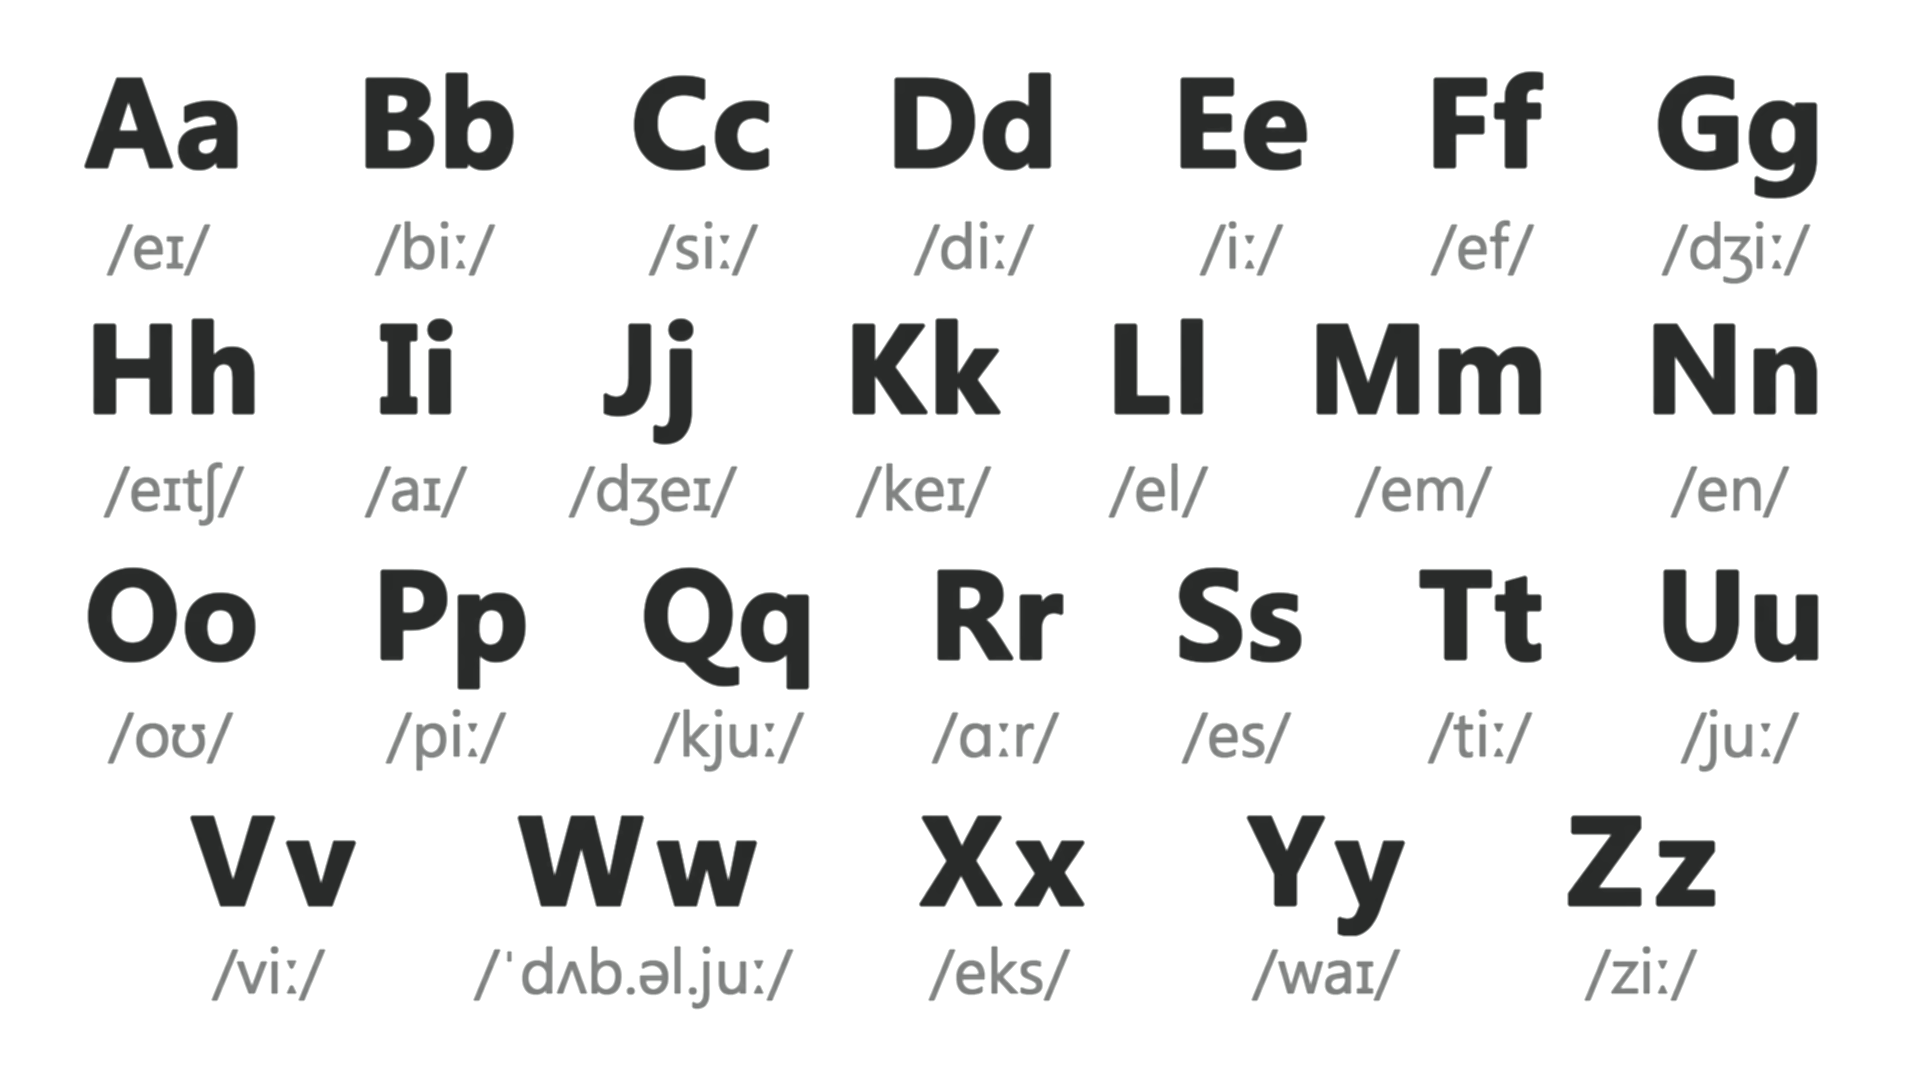 Aa Bb Cc Dd Ee Ff Gg
/eɪ/ /biː/ /siː/ /diː/ /iː/ /ef/ /dʒiː/
Hh Ii Jj Kk Ll Mm Nn
/eɪtʃ/ /aɪ/ /dʒeɪ/ /keɪ/ /el/ /em/ /en/
Oo Pp Qq Rr Ss Tt Uu
/oʊ/ /piː/ /kjuː/ /ɑːr/ /es/ /tiː/ /juː/
Vv Ww Xx Yy Zz
/viː/ /ˈdʌb.əl.juː/ /eks/ /waɪ/ /ziː/